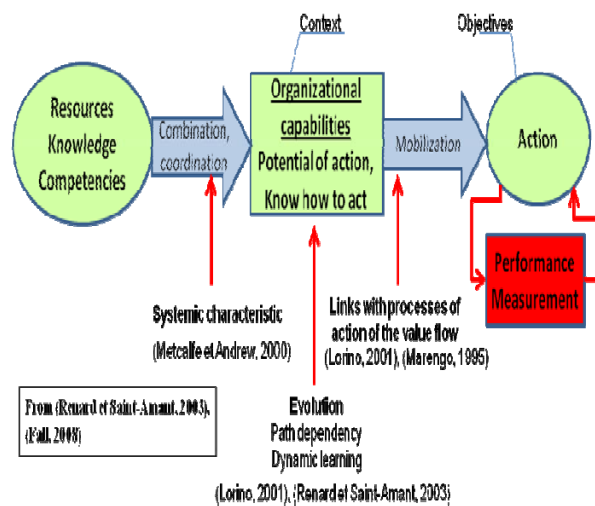 Context
Objectives
Resources
Knowledge
Competencies
Combination,
coordination
Organizational
capabilities
Potential of action,
Know how to act
Mobilization
Action
Performance
Measurement
Systemic characteristic
(Metcalfe et Andrew, 2000)
Links with processes of
action of the value flow
(Lorino, 2001), (Marengo, 1995)
From (Renard et Saint-Amant, 2003),
(Fall, 2008)
Evolution
Path dependency
Dynamic learning
(Lorino, 2001), (Renard et Saint-Amant, 2003)